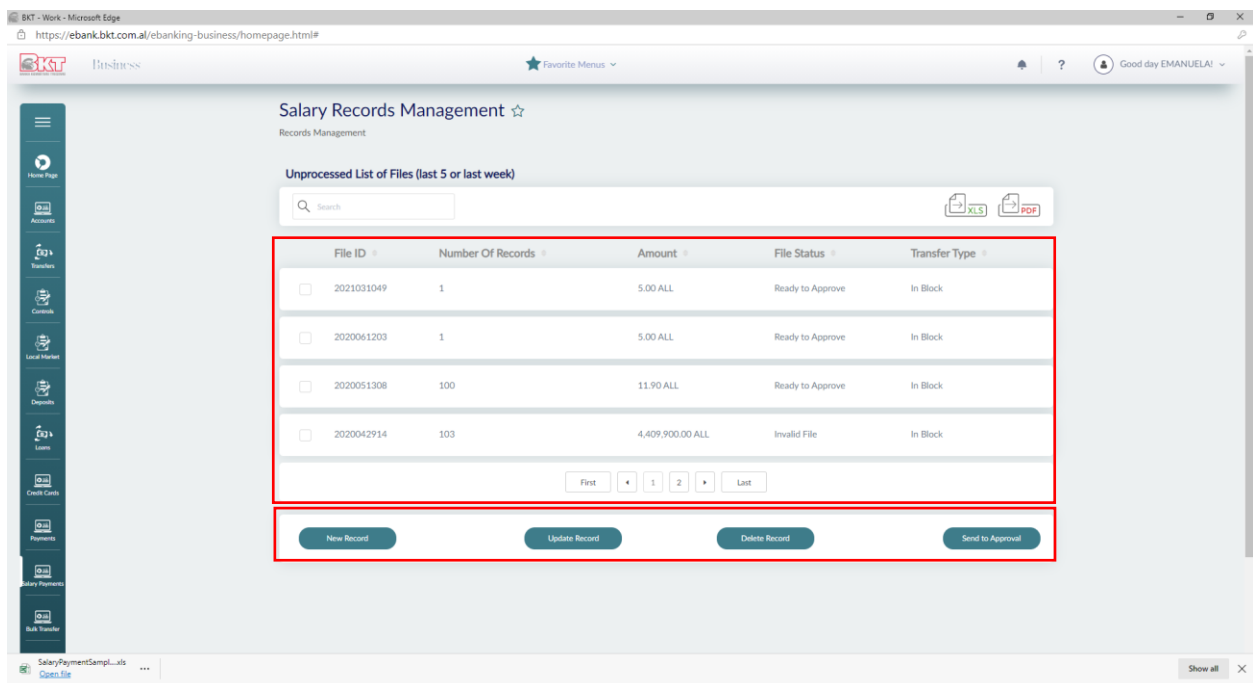 BKT - Work - Microsoft Edge
https://ebank.bkt.com.al/ebanking-business/homepage.html#
BKT Business Favorite Menus ? Good day EMANUELA!
Salary Records Management
Records Management
Unprocessed List of Files (last 5 or last week)
Search XLS PDF
File ID Number Of Records Amount File Status Transfer Type
2021031049 1 5.00 ALL Ready to Approve In Block
2020061203 1 5.00 ALL Ready to Approve In Block
2020051308 100 11.90 ALL Ready to Approve In Block
2020042914 103 4,409,900.00 ALL Invalid File In Block
First 1 2 Last
New Record Update Record Delete Record Send to Approval
Home Page
Accounts
Transfers
Controls
Local Market
Deposits
Loans
Credit Cards
Payments
Salary Payments
Bulk Transfer
SalaryPaymentSampl....xls ...
Open file
Show all